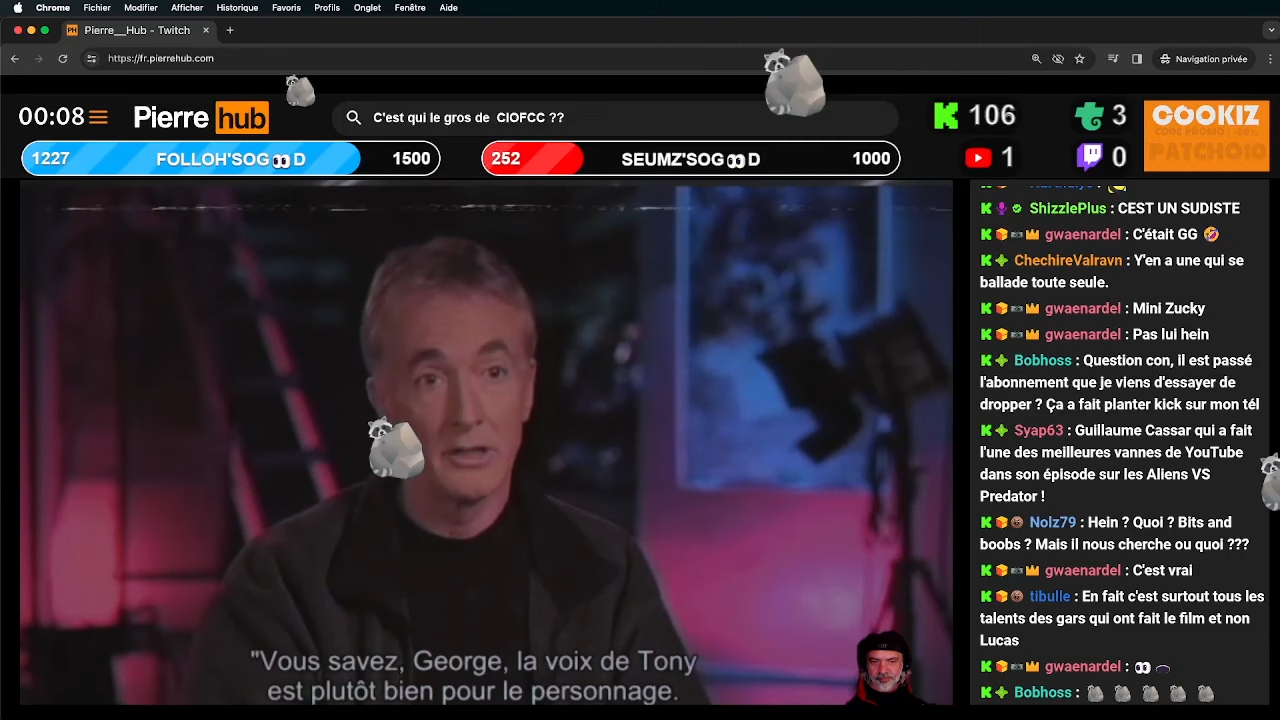 Chrome Fichier Modifier Afficher Historique Favoris Profils Onglet Fenêtre Aide
PH Pierre__Hub - Twitch
https://fr.pierrehub.com
Navigation privée
00:08 Pierre hub
C'est qui le gros de CIOFCC ??
106
3
1
0
COOKIZ
CODE PROMO : -20%
PATCHO10
1227 FOLLOH'SOG D 1500
252 SEUMZ'SOG D 1000
ShizzlePlus : CEST UN SUDISTE
gwaenardel : C'était GG
ChechireValravn : Y'en a une qui se
ballade toute seule.
gwaenardel : Mini Zucky
gwaenardel : Pas lui hein
Bobhoss : Question con, il est passé
l'abonnement que je viens d'essayer de
dropper ? Ça a fait planter kick sur mon tél
Syap63 : Guillaume Cassar qui a fait
l'une des meilleures vannes de YouTube
dans son épisode sur les Aliens VS
Predator !
Nolz79 : Hein ? Quoi ? Bits and
boobs ? Mais il nous cherche ou quoi ???
gwaenardel : C'est vrai
tibulle : En fait c'est surtout tous les
talents des gars qui ont fait le film et non
Lucas
gwaenardel :
Bobhoss :
"Vous savez, George, la voix de Tony
est plutôt bien pour le personnage.